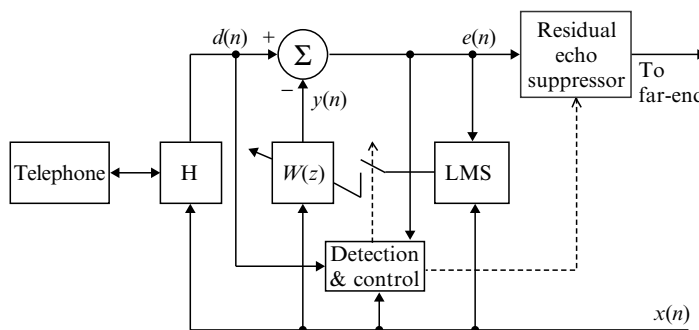 d(n)
+
Σ
e(n)
Residual
echo
suppressor
To
far-end
−
y(n)
Telephone
H
W(z)
LMS
Detection
& control
x(n)